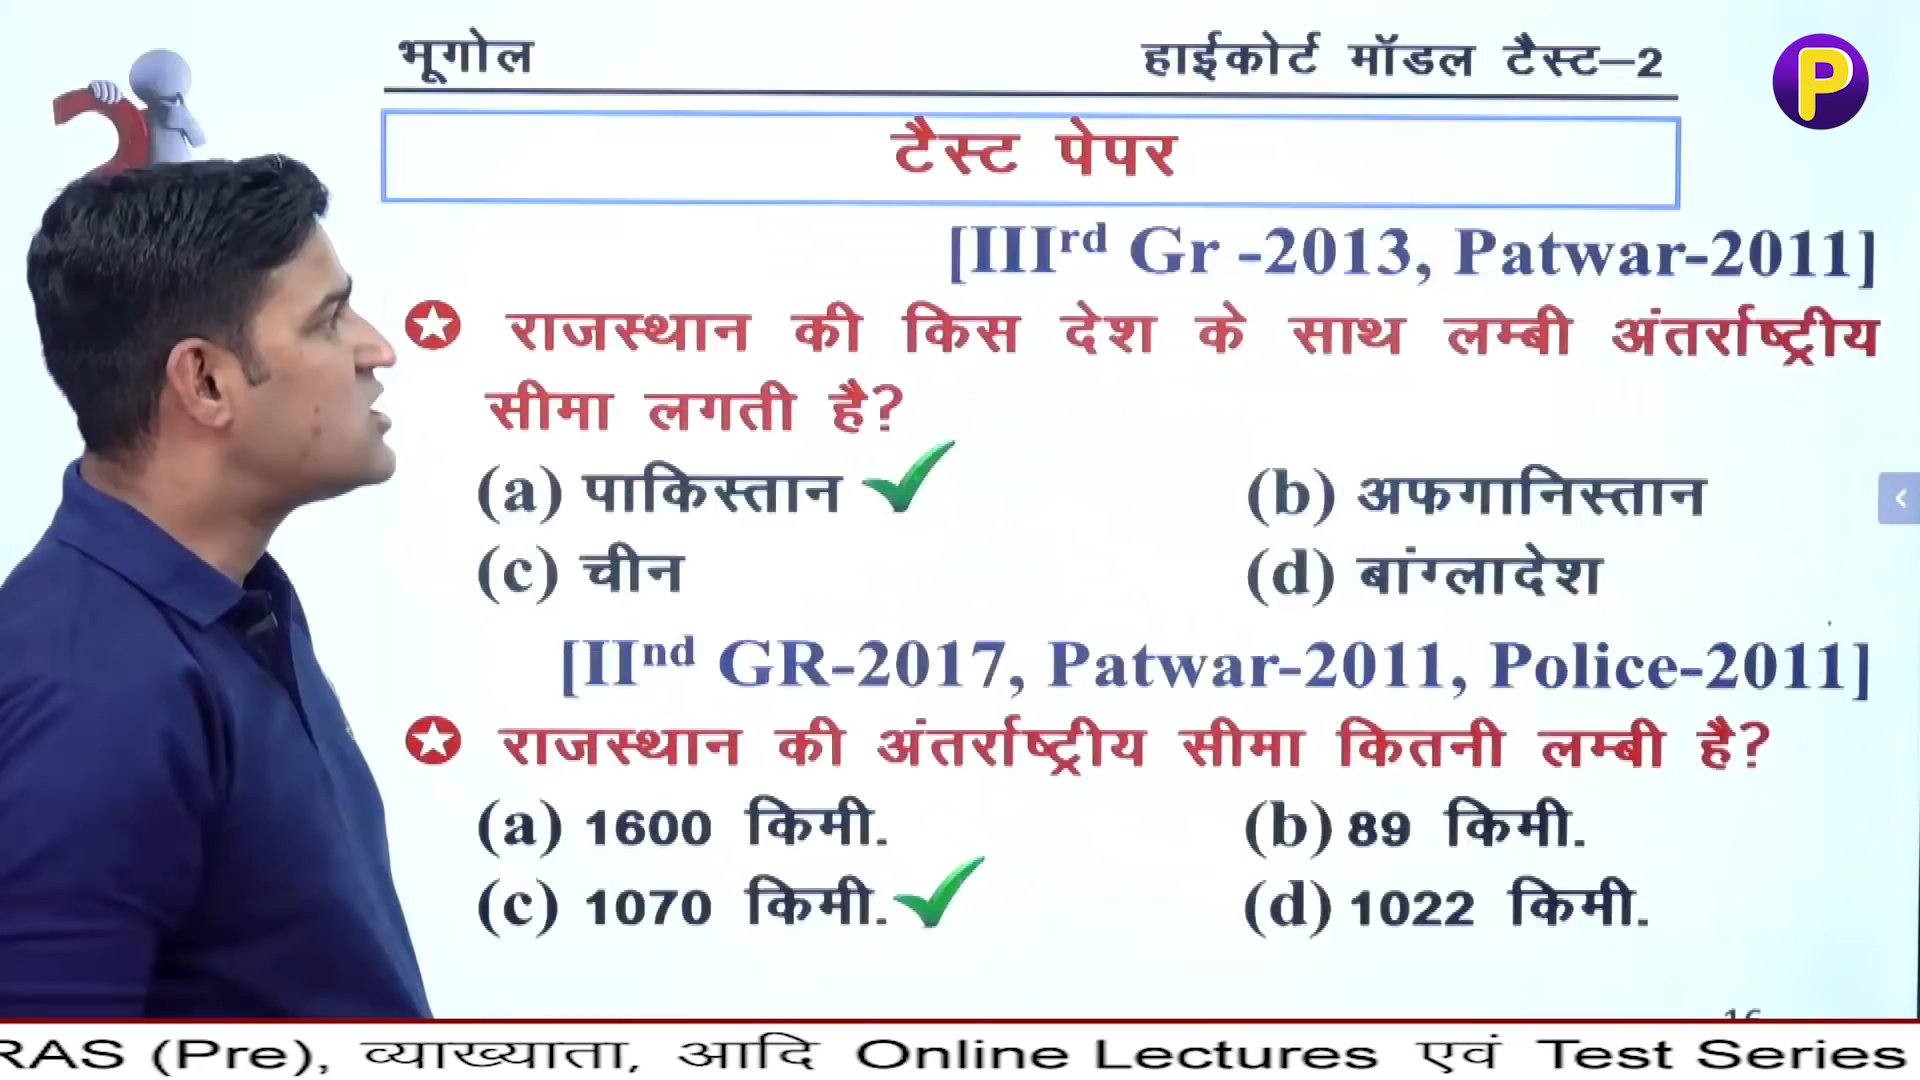 भूगोल
हाईकोर्ट मॉडल टैस्ट–2
P
टैस्ट पेपर
[IIIrd Gr -2013, Patwar-2011]
राजस्थान की किस देश के साथ लम्बी अंतर्राष्ट्रीय
सीमा लगती है?
(a) पाकिस्तान (b) अफगानिस्तान
(c) चीन (d) बांग्लादेश
[IInd GR-2017, Patwar-2011, Police-2011]
राजस्थान की अंतर्राष्ट्रीय सीमा कितनी लम्बी है?
(a) 1600 किमी. (b) 89 किमी.
(c) 1070 किमी. (d) 1022 किमी.
RAS (Pre), व्याख्याता, आदि Online Lectures एवं Test Series